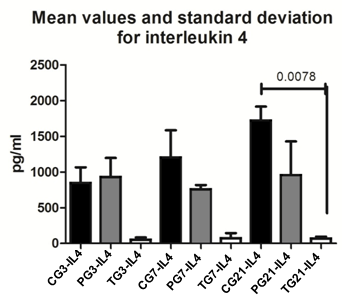 Mean values and standard deviation
for interleukin 4
2500
2000
1500
1000
500
0
pg/ml
0.0078
CG3-IL4
PG3-IL4
TG3-IL4
CG7-IL4
PG7-IL4
TG7-IL4
CG21-IL4
PG21-IL4
TG21-IL4